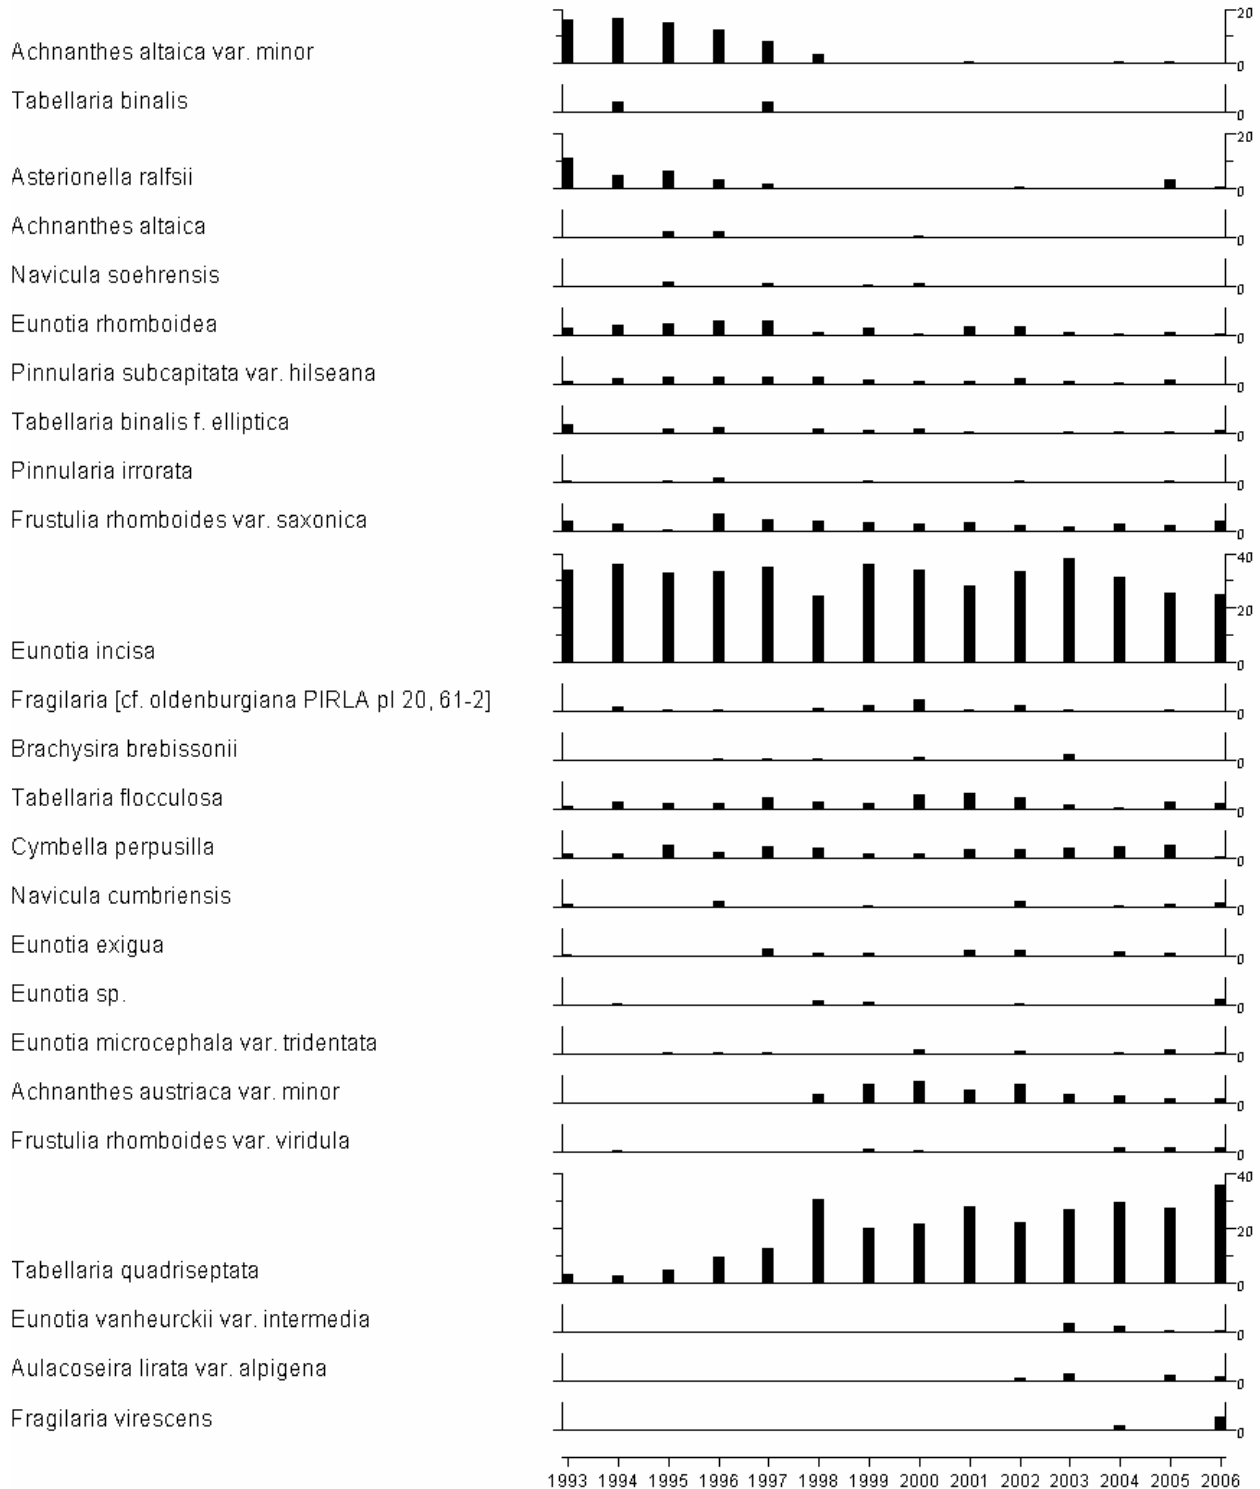 20
Achnanthes altaica var. minor
0
Tabellaria binalis
0
20
Asterionella ralfsii
0
Achnanthes altaica
0
Navicula soehrensis
0
Eunotia rhomboidea
0
Pinnularia subcapitata var. hilseana
0
Tabellaria binalis f. elliptica
0
Pinnularia irrorata
0
Frustulia rhomboides var. saxonica
0
40
20
Eunotia incisa
0
Fragilaria [cf. oldenburgiana PIRLA pl 20, 61-2]
0
Brachysira brebissonii
0
Tabellaria flocculosa
0
Cymbella perpusilla
0
Navicula cumbriensis
0
Eunotia exigua
0
Eunotia sp.
0
Eunotia microcephala var. tridentata
0
Achnanthes austriaca var. minor
0
Frustulia rhomboides var. viridula
0
40
20
Tabellaria quadriseptata
0
Eunotia vanheurckii var. intermedia
0
Aulacoseira lirata var. alpigena
0
Fragilaria virescens
0
1993 1994 1995 1996 1997 1998 1999 2000 2001 2002 2003 2004 2005 2006